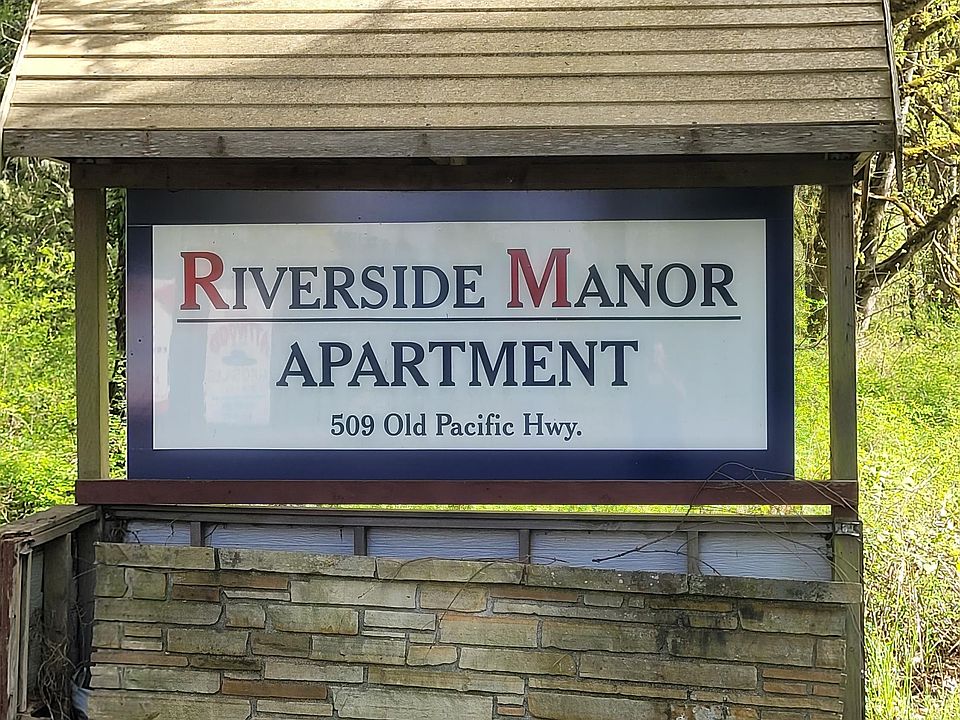 RIVERSIDE MANOR
APARTMENT
509 Old Pacific Hwy.